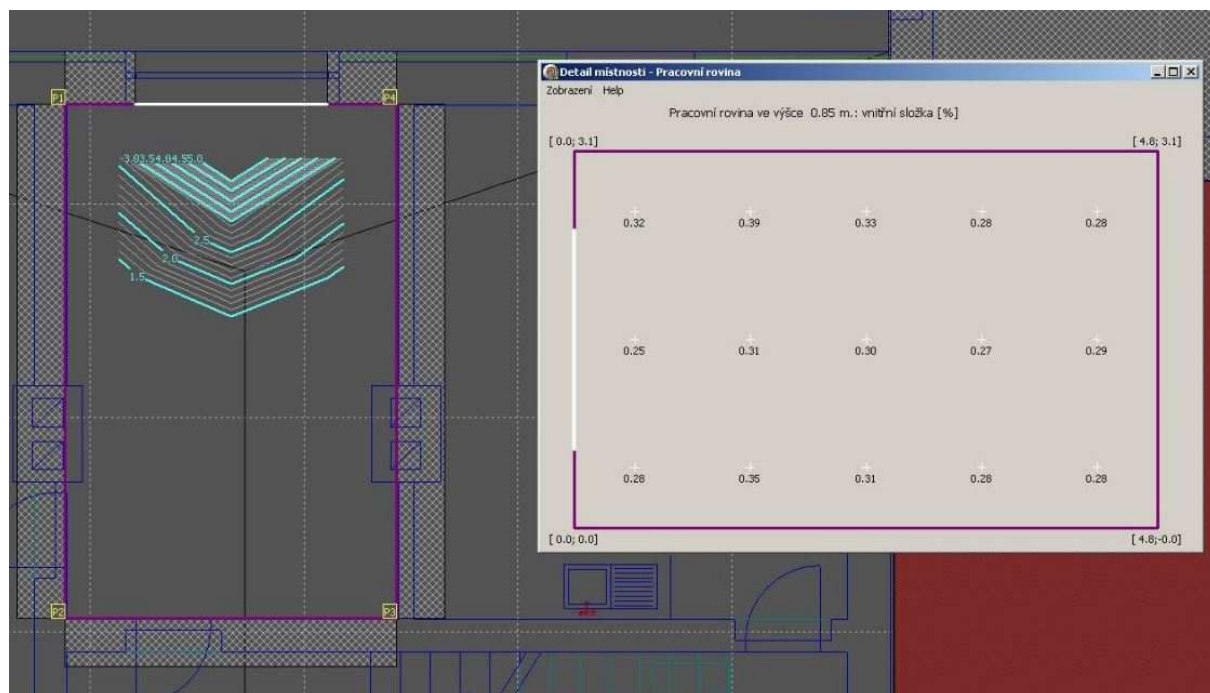 P1
P4
3.03,54.04,55.0
2.5
2.0
1.5
P2
P3
Detail místnosti - Pracovní rovina
Zobrazení Help
Pracovní rovina ve výšce 0.85 m.: vnitřní složka [%]
[ 0.0; 3.1] [ 4.8; 3.1]
0.32 0.39 0.33 0.28 0.28
0.25 0.31 0.30 0.27 0.29
0.28 0.35 0.31 0.28 0.28
[ 0.0; 0.0] [ 4.8;-0.0]